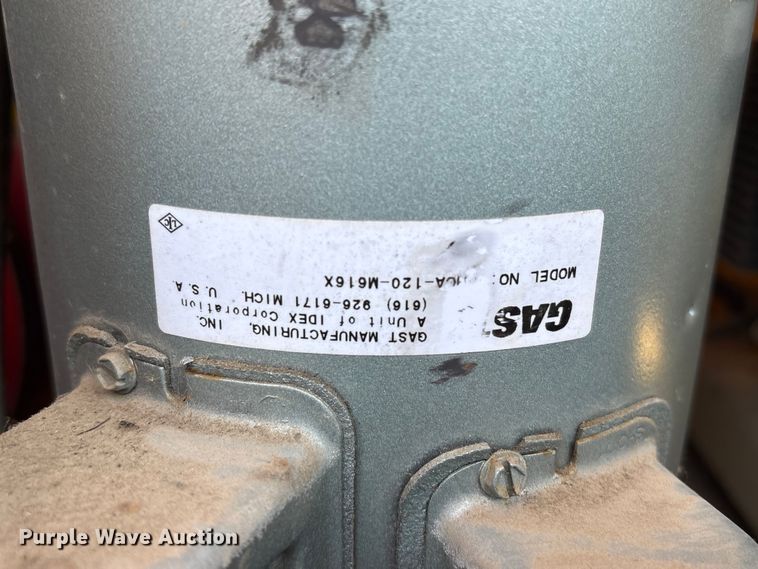 GAST MANUFACTURING, INC.
A Unit of IDEX Corporation
(616) 926-6171 MICH. U.S.A
GAS
MODEL NO: CA-120-M616X
Purple Wave Auction